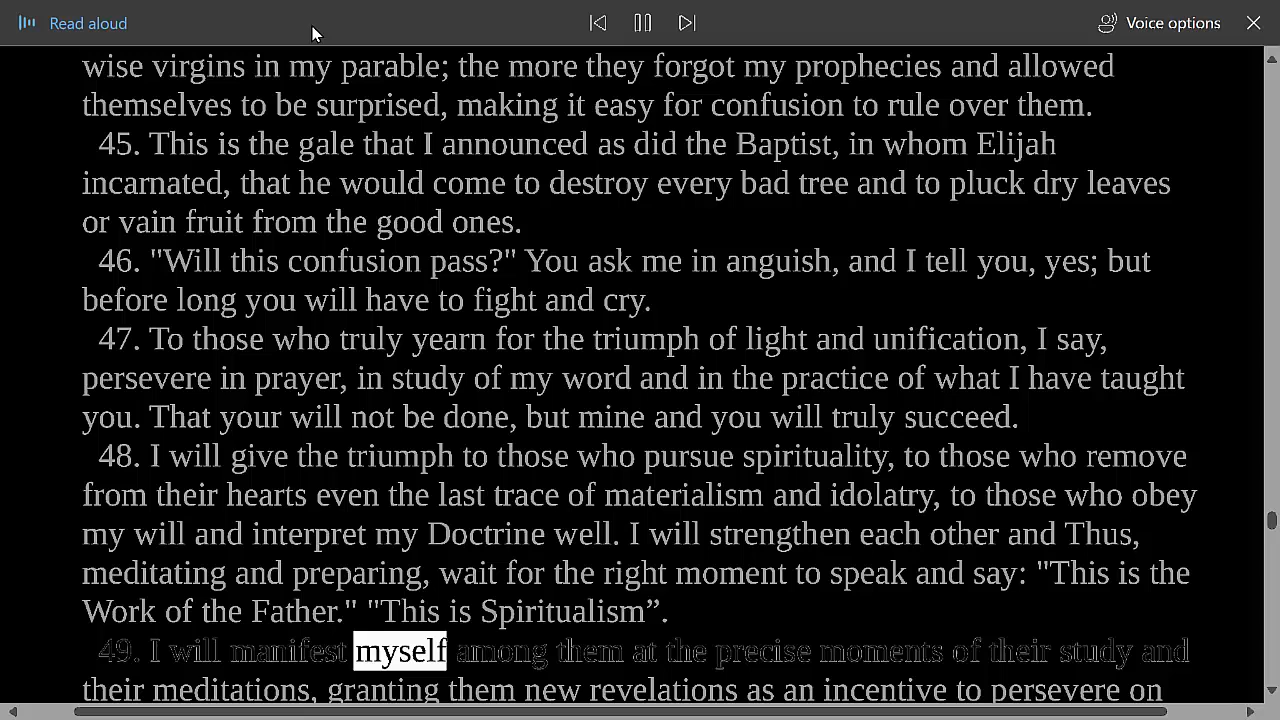 Read aloud
Voice options
wise virgins in my parable; the more they forgot my prophecies and allowed
themselves to be surprised, making it easy for confusion to rule over them.
45. This is the gale that I announced as did the Baptist, in whom Elijah
incarnated, that he would come to destroy every bad tree and to pluck dry leaves
or vain fruit from the good ones.
46. "Will this confusion pass?" You ask me in anguish, and I tell you, yes; but
before long you will have to fight and cry.
47. To those who truly yearn for the triumph of light and unification, I say,
persevere in prayer, in study of my word and in the practice of what I have taught
you. That your will not be done, but mine and you will truly succeed.
48. I will give the triumph to those who pursue spirituality, to those who remove
from their hearts even the last trace of materialism and idolatry, to those who obey
my will and interpret my Doctrine well. I will strengthen each other and Thus,
meditating and preparing, wait for the right moment to speak and say: "This is the
Work of the Father." "This is Spiritualism”.
49. I will manifest myself among them at the precise moments of their study and
their meditations, granting them new revelations as an incentive to persevere on